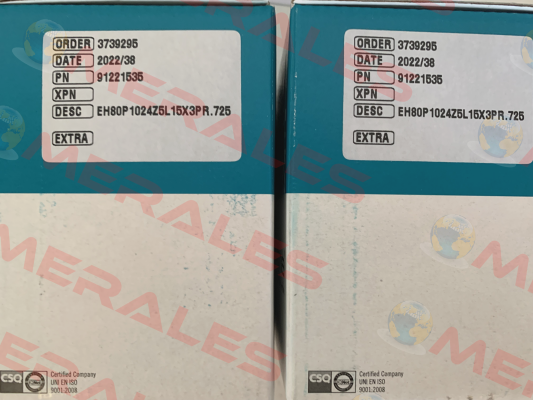 ORDER 3739295
DATE 2022/38
PN 91221535
XPN
DESC EH80P1024Z5L15X3PR.725
EXTRA
ORDER 3739295
DATE 2022/38
PN 91221535
XPN
DESC EH80P1024Z5L15X3PR.725
EXTRA
MERALES
MERALES
CSQ
Certified Company
UNI EN ISO
9001:2008
CSQ
Certified Company
UNI EN ISO
9001:2008